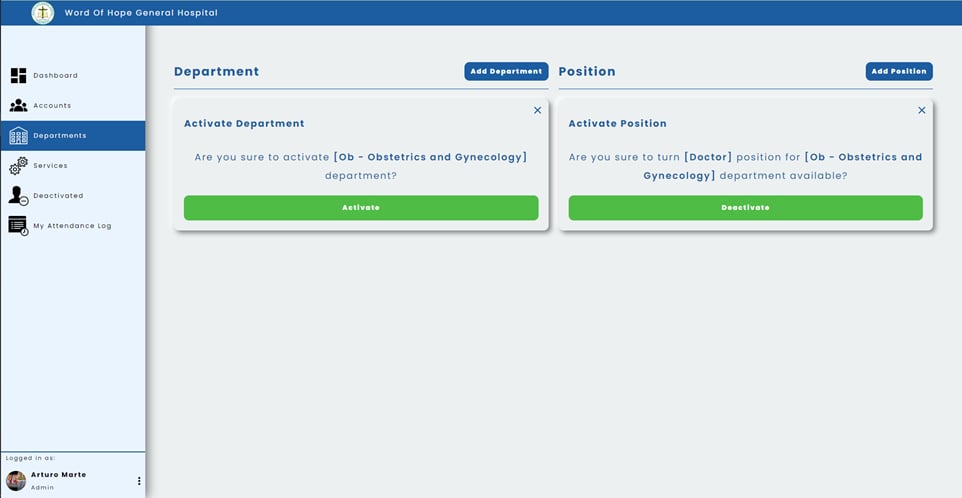 Word Of Hope General Hospital
Dashboard
Accounts
Departments
Services
Deactivated
My Attendance Log
Logged in as:
Arturo Marte
Admin
Department
Add Department
Activate Department
Are you sure to activate [Ob - Obstetrics and Gynecology]
department?
Activate
Position
Add Position
Activate Position
Are you sure to turn [Doctor] position for [Ob - Obstetrics and
Gynecology] department available?
Deactivate